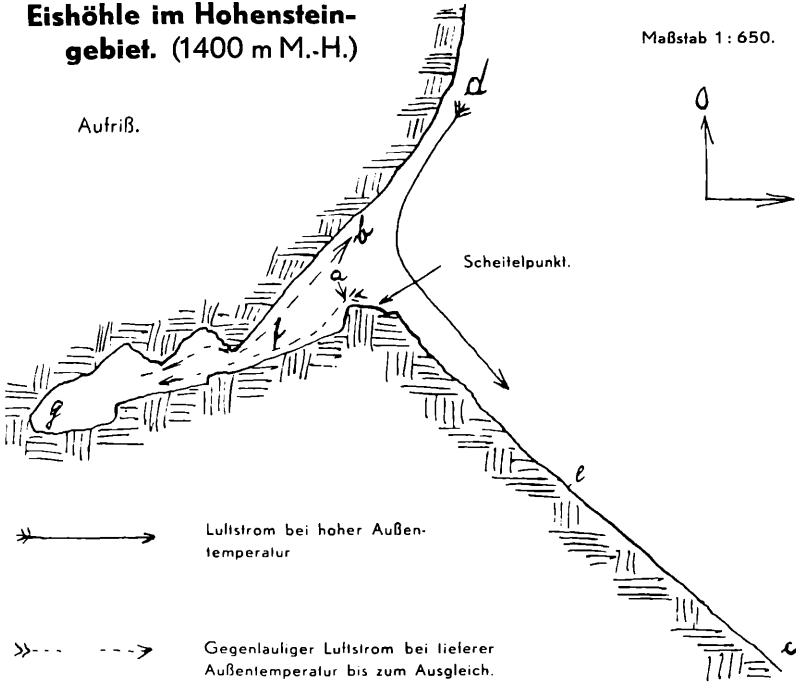 Eishöhle im Hohenstein-
gebiet. (1400 m M.-H.)
Maßstab 1 : 650.
Aufriß.
d
O
b
Scheitelpunkt.
a
f
g
e
Luftstrom bei hoher Außen-
temperatur
Gegenläufiger Luftstrom bei tieferer
Außentemperatur bis zum Ausgleich.
c